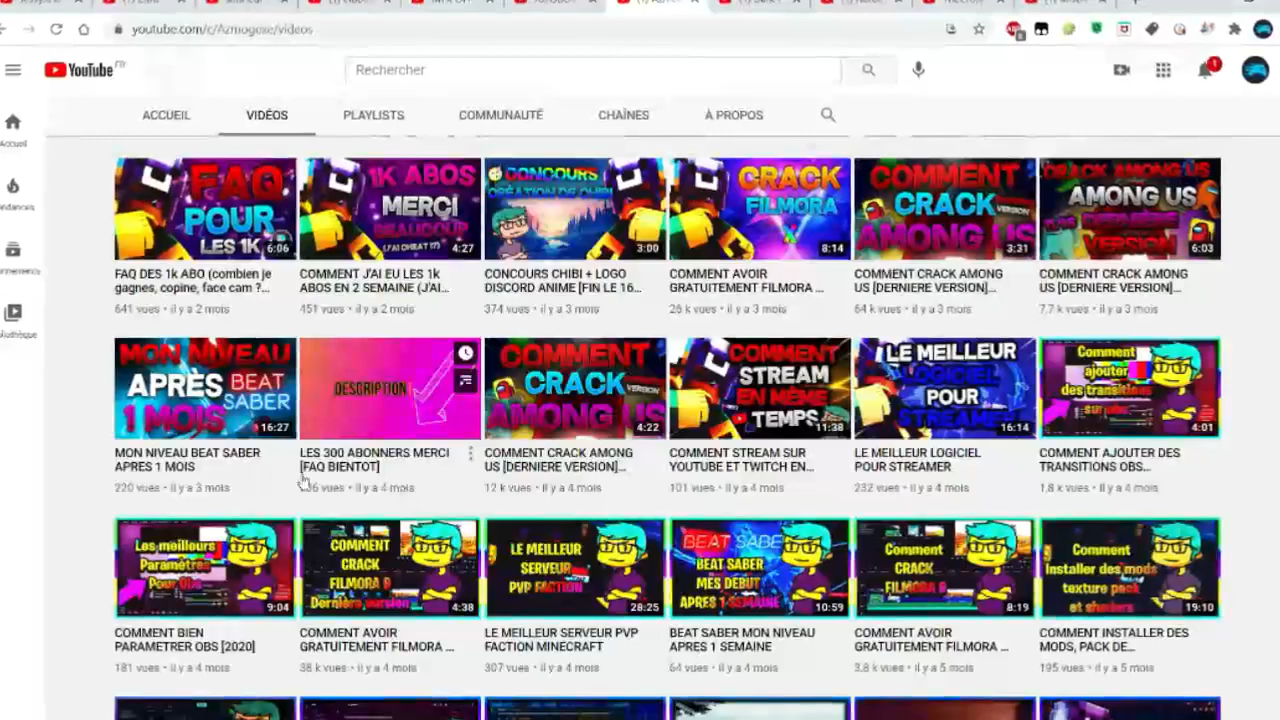 youtube.com/c/Azmogoxe/videos
YouTube FR
Rechercher
1
ACCUEIL VIDÉOS PLAYLISTS COMMUNAUTÉ CHAÎNES À PROPOS
Accueil
FAQ POUR LES 1K 6:06
1K ABOS MERCI BEAUCOUP (J'AI CHEAT ?) 4:27
CONCOURS CRÉATION DE CHIBI 3:00
CRACK FILMORA X 8:14
COMMENT CRACK VERSION AMONG US 3:31
CRACK AMONG US AMONG US DERNIERE VERSION 6:03
FAQ DES 1k ABO (combien je gagnes, copine, face cam ?...
641 vues • il y a 2 mois
COMMENT J'AI EU LES 1k ABOS EN 2 SEMAINE (J'AI...
451 vues • il y a 2 mois
CONCOURS CHIBI + LOGO DISCORD ANIME [FIN LE 16...
374 vues • il y a 3 mois
COMMENT AVOIR GRATUITEMENT FILMORA ...
26 k vues • il y a 3 mois
COMMENT CRACK AMONG US [DERNIERE VERSION]...
64 k vues • il y a 3 mois
COMMENT CRACK AMONG US [DERNIERE VERSION]...
7,7 k vues • il y a 3 mois
MON NIVEAU APRÈS BEAT SABER 1 MOIS 16:27
DESCRIPTION
COMMENT CRACK VERSION AMONG US 4:22
COMMENT STREAM EN MÊME TEMPS 11:38
LE MEILLEUR LOGICIEL POUR STREAMER 16:14
Comment ajouter des transitions sur obs 4:01
MON NIVEAU BEAT SABER APRES 1 MOIS
220 vues • il y a 3 mois
LES 300 ABONNERS MERCI [FAQ BIENTOT]
vues • il y a 4 mois
COMMENT CRACK AMONG US [DERNIERE VERSION]...
12 k vues • il y a 4 mois
COMMENT STREAM SUR YOUTUBE ET TWITCH EN...
101 vues • il y a 4 mois
LE MEILLEUR LOGICIEL POUR STREAMER
232 vues • il y a 4 mois
COMMENT AJOUTER DES TRANSITIONS OBS...
1,8 k vues • il y a 4 mois
Les meilleurs Paramètres Pour 9:04
COMMENT CRACK FILMORA 9 Derniere version 4:38
LE MEILLEUR SERVEUR PVP FACTION 28:25
BEAT SABER BEAT SABER MES DEBUT APRES 1 SEMAINE 10:59
Comment CRACK FILMORA 9 8:19
Comment Installer des mods texture pack et shaders 19:10
COMMENT BIEN PARAMETRER OBS [2020]
181 vues • il y a 4 mois
COMMENT AVOIR GRATUITEMENT FILMORA ...
38 k vues • il y a 4 mois
LE MEILLEUR SERVEUR PVP FACTION MINECRAFT
307 vues • il y a 4 mois
BEAT SABER MON NIVEAU APRES 1 SEMAINE
64 vues • il y a 4 mois
COMMENT AVOIR GRATUITEMENT FILMORA ...
3,8 k vues • il y a 5 mois
COMMENT INSTALLER DES MODS, PACK DE...
195 vues • il y a 5 mois